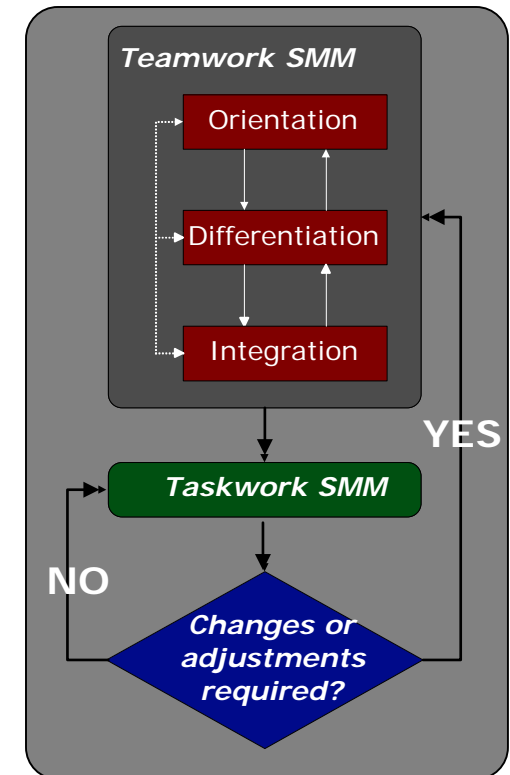 Teamwork SMM
Orientation
Differentiation
Integration
YES
Taskwork SMM
NO
Changes or
adjustments
required?